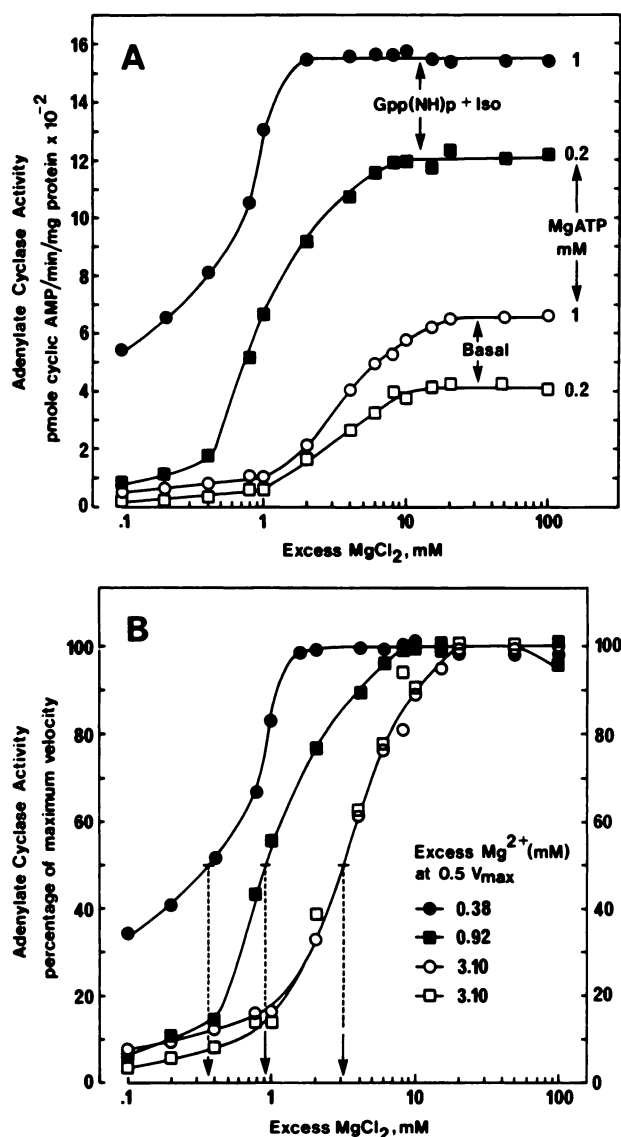 A
Adenylate Cyclase Activity
pmole cyclic AMP/min/mg protein x 10⁻²
16
14
12
10
8
6
4
2
0
1
Gpp(NH)p + Iso
0.2
MgATP
mM
1
Basal
0.2
.1
1
10
100
Excess MgCl₂, mM
B
Adenylate Cyclase Activity
percentage of maximum velocity
100
80
60
40
20
0
100
80
60
40
20
0
Excess Mg²⁺(mM)
at 0.5 Vmax
0.38
0.92
3.10
3.10
.1
1
10
100
Excess MgCl₂, mM